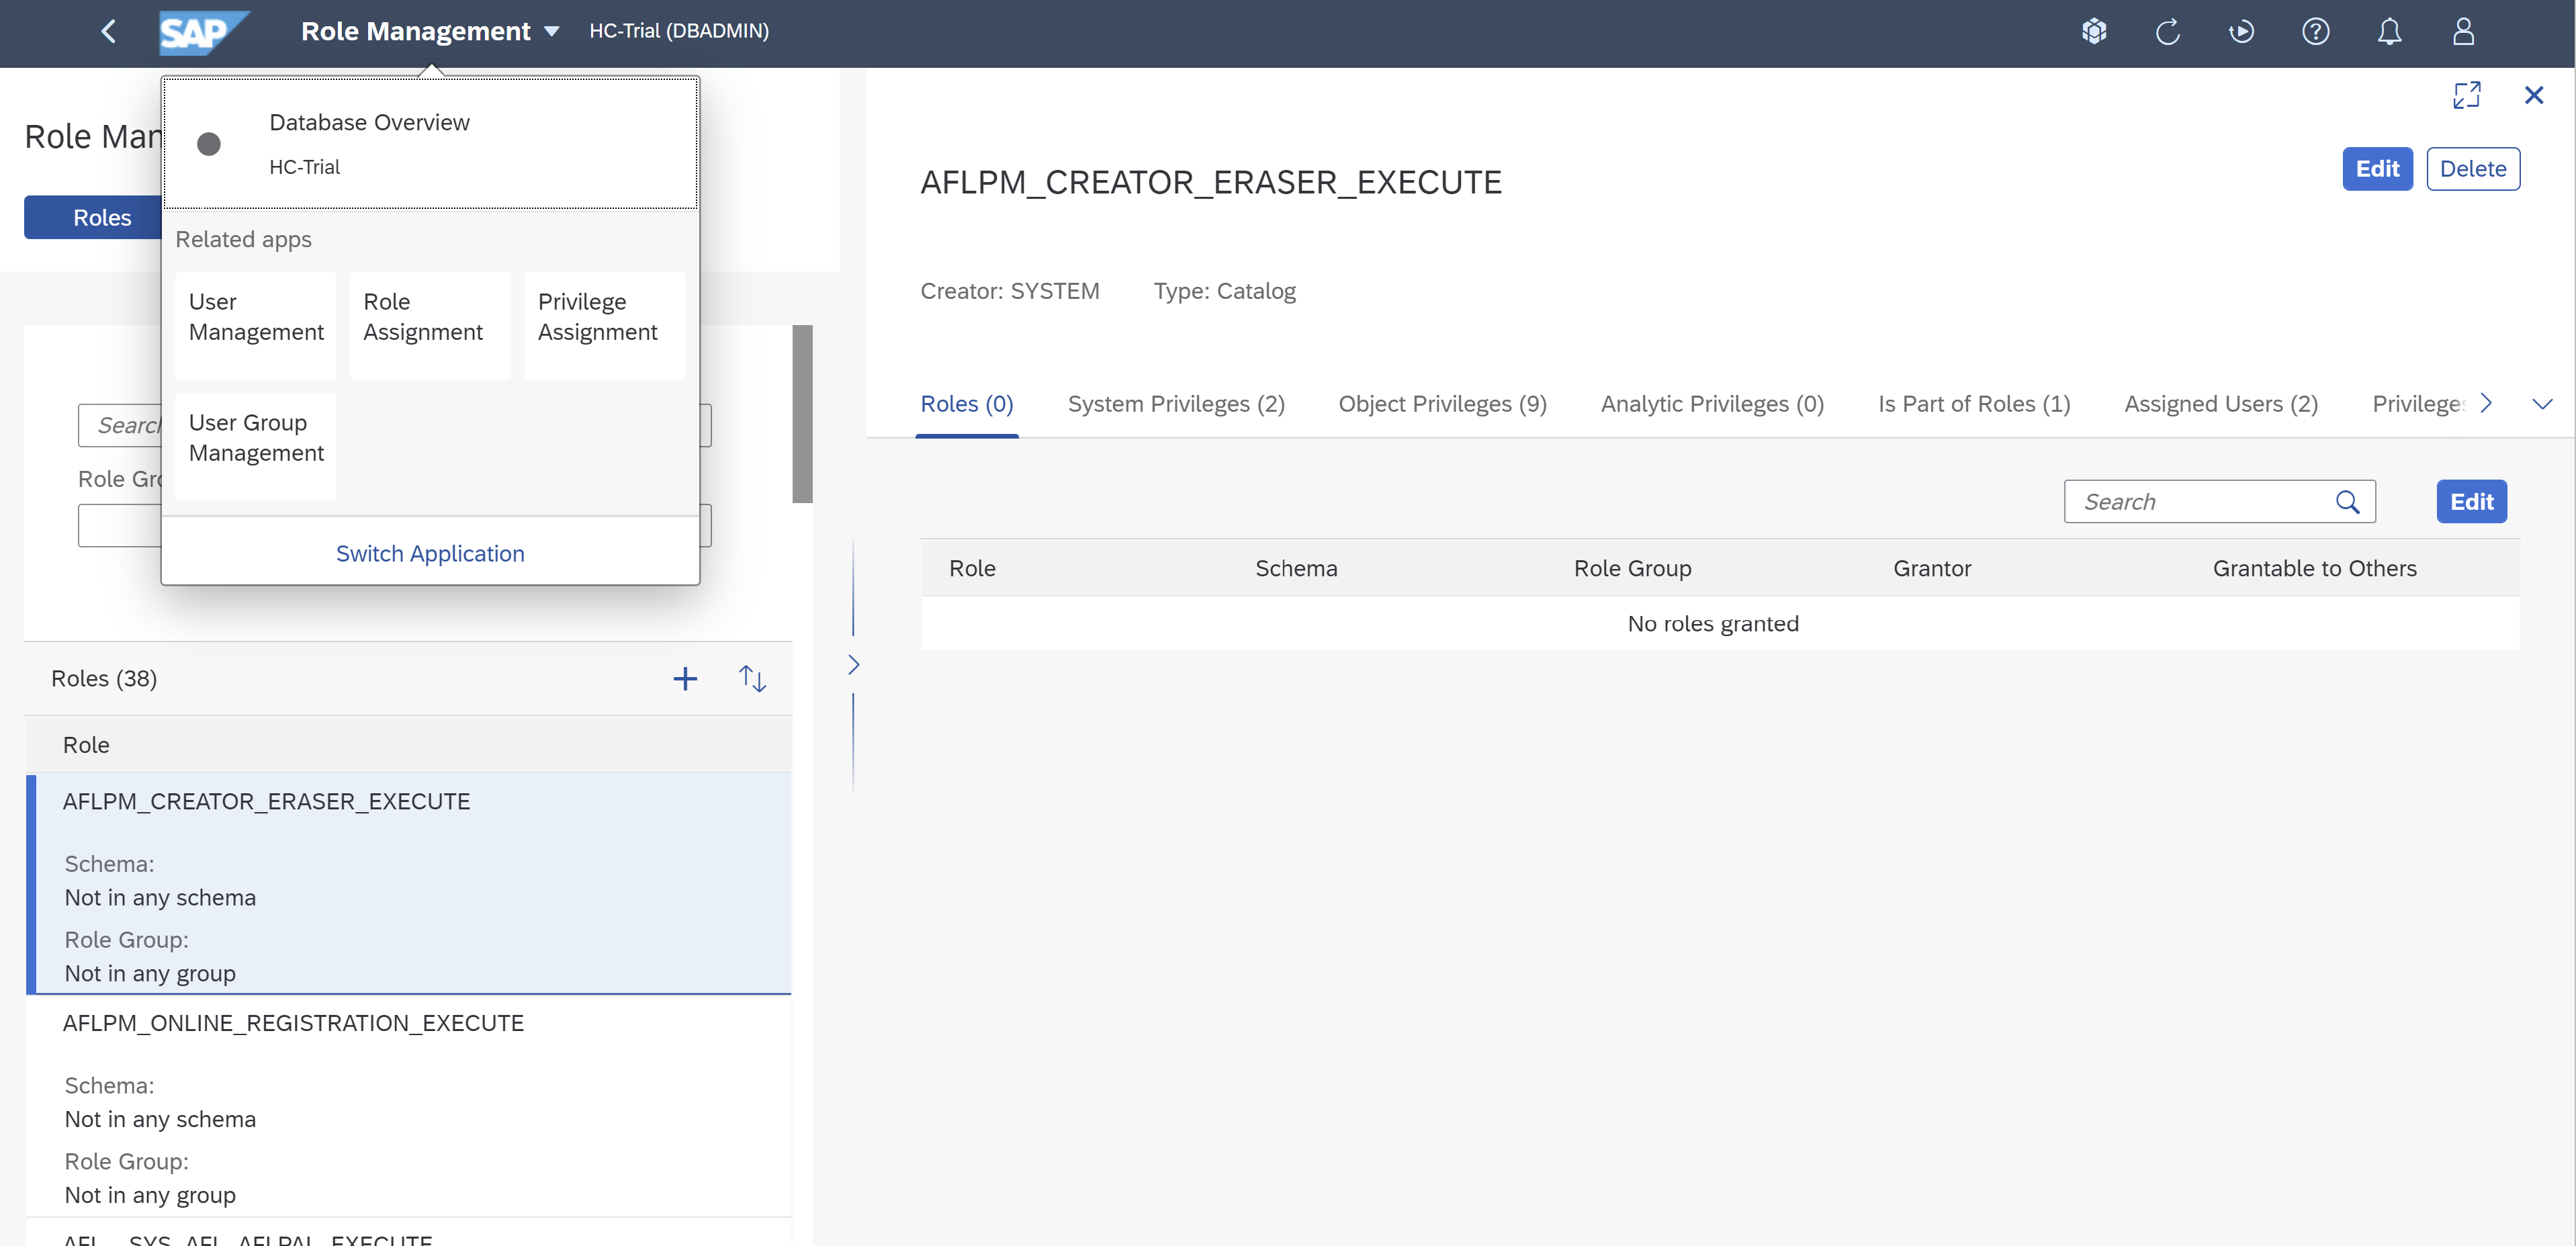 SAP
Role Management
HC-Trial (DBADMIN)
Role Man
Roles
Database Overview
HC-Trial
Related apps
User
Management
Role
Assignment
Privilege
Assignment
User Group
Management
Switch Application
Search
Role Gro
Roles (38)
Role
AFLPM_CREATOR_ERASER_EXECUTE
Schema:
Not in any schema
Role Group:
Not in any group
AFLPM_ONLINE_REGISTRATION_EXECUTE
Schema:
Not in any schema
Role Group:
Not in any group
AFL__SYS_AFL_AFLPAL_EXECUTE
AFLPM_CREATOR_ERASER_EXECUTE
Edit
Delete
Creator: SYSTEM
Type: Catalog
Roles (0)
System Privileges (2)
Object Privileges (9)
Analytic Privileges (0)
Is Part of Roles (1)
Assigned Users (2)
Privileges
Search
Edit
Role
Schema
Role Group
Grantor
Grantable to Others
No roles granted